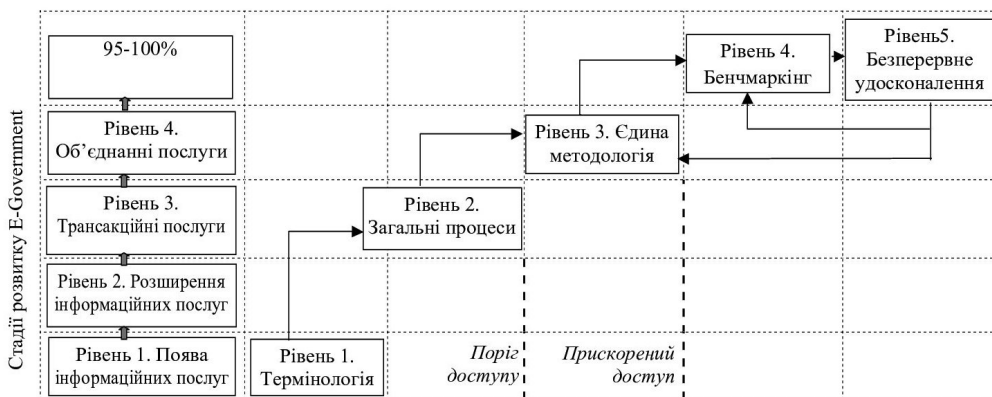 Стадії розвитку E-Government
95-100%
Рівень 4.
Об’єднанні послуги
Рівень 3.
Трансакційні послуги
Рівень 2. Розширення
інформаційних послуг
Рівень 1. Поява
інформаційних послуг
Рівень 1.
Термінологія
Рівень 2.
Загальні процеси
Рівень 3. Єдина
методологія
Рівень 4.
Бенчмаркінг
Рівень5.
Безперервне
удосконалення
Поріг
доступу
Прискорений
доступ